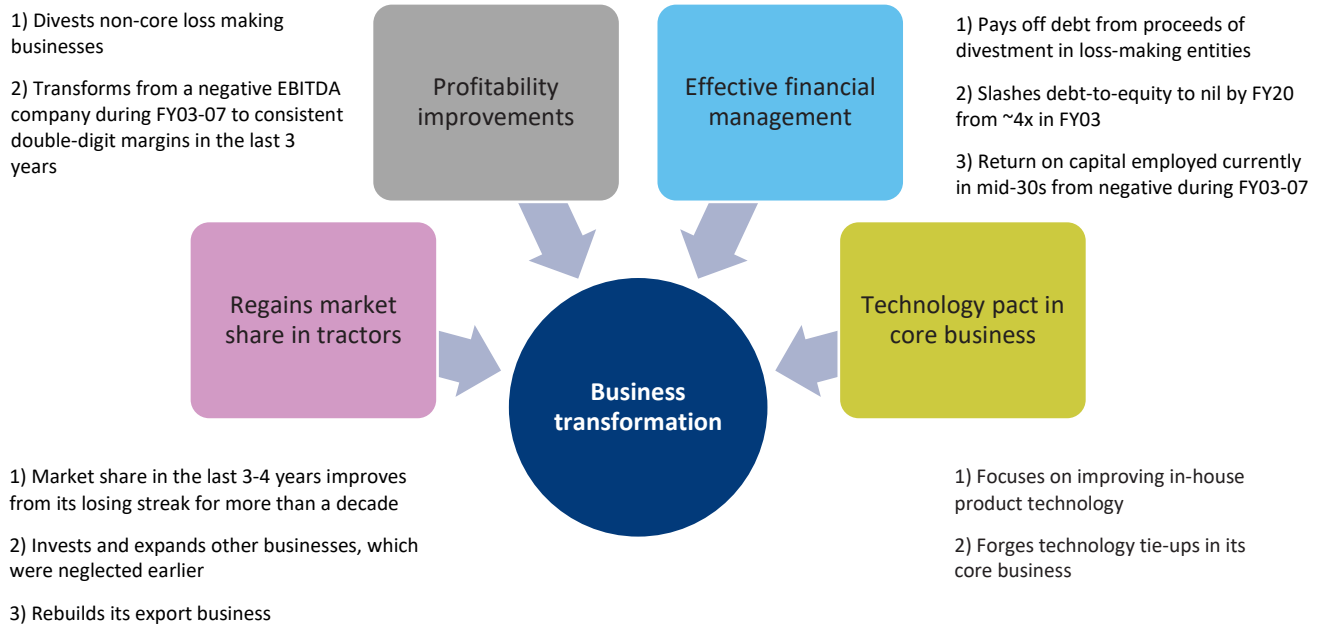 1) Divests non-core loss making
businesses
2) Transforms from a negative EBITDA
company during FY03-07 to consistent
double-digit margins in the last 3
years
Profitability
improvements
Effective financial
management
1) Pays off debt from proceeds of
divestment in loss-making entities
2) Slashes debt-to-equity to nil by FY20
from ~4x in FY03
3) Return on capital employed currently
in mid-30s from negative during FY03-07
Regains market
share in tractors
Technology pact in
core business
Business
transformation
1) Market share in the last 3-4 years improves
from its losing streak for more than a decade
2) Invests and expands other businesses, which
were neglected earlier
3) Rebuilds its export business
1) Focuses on improving in-house
product technology
2) Forges technology tie-ups in its
core business